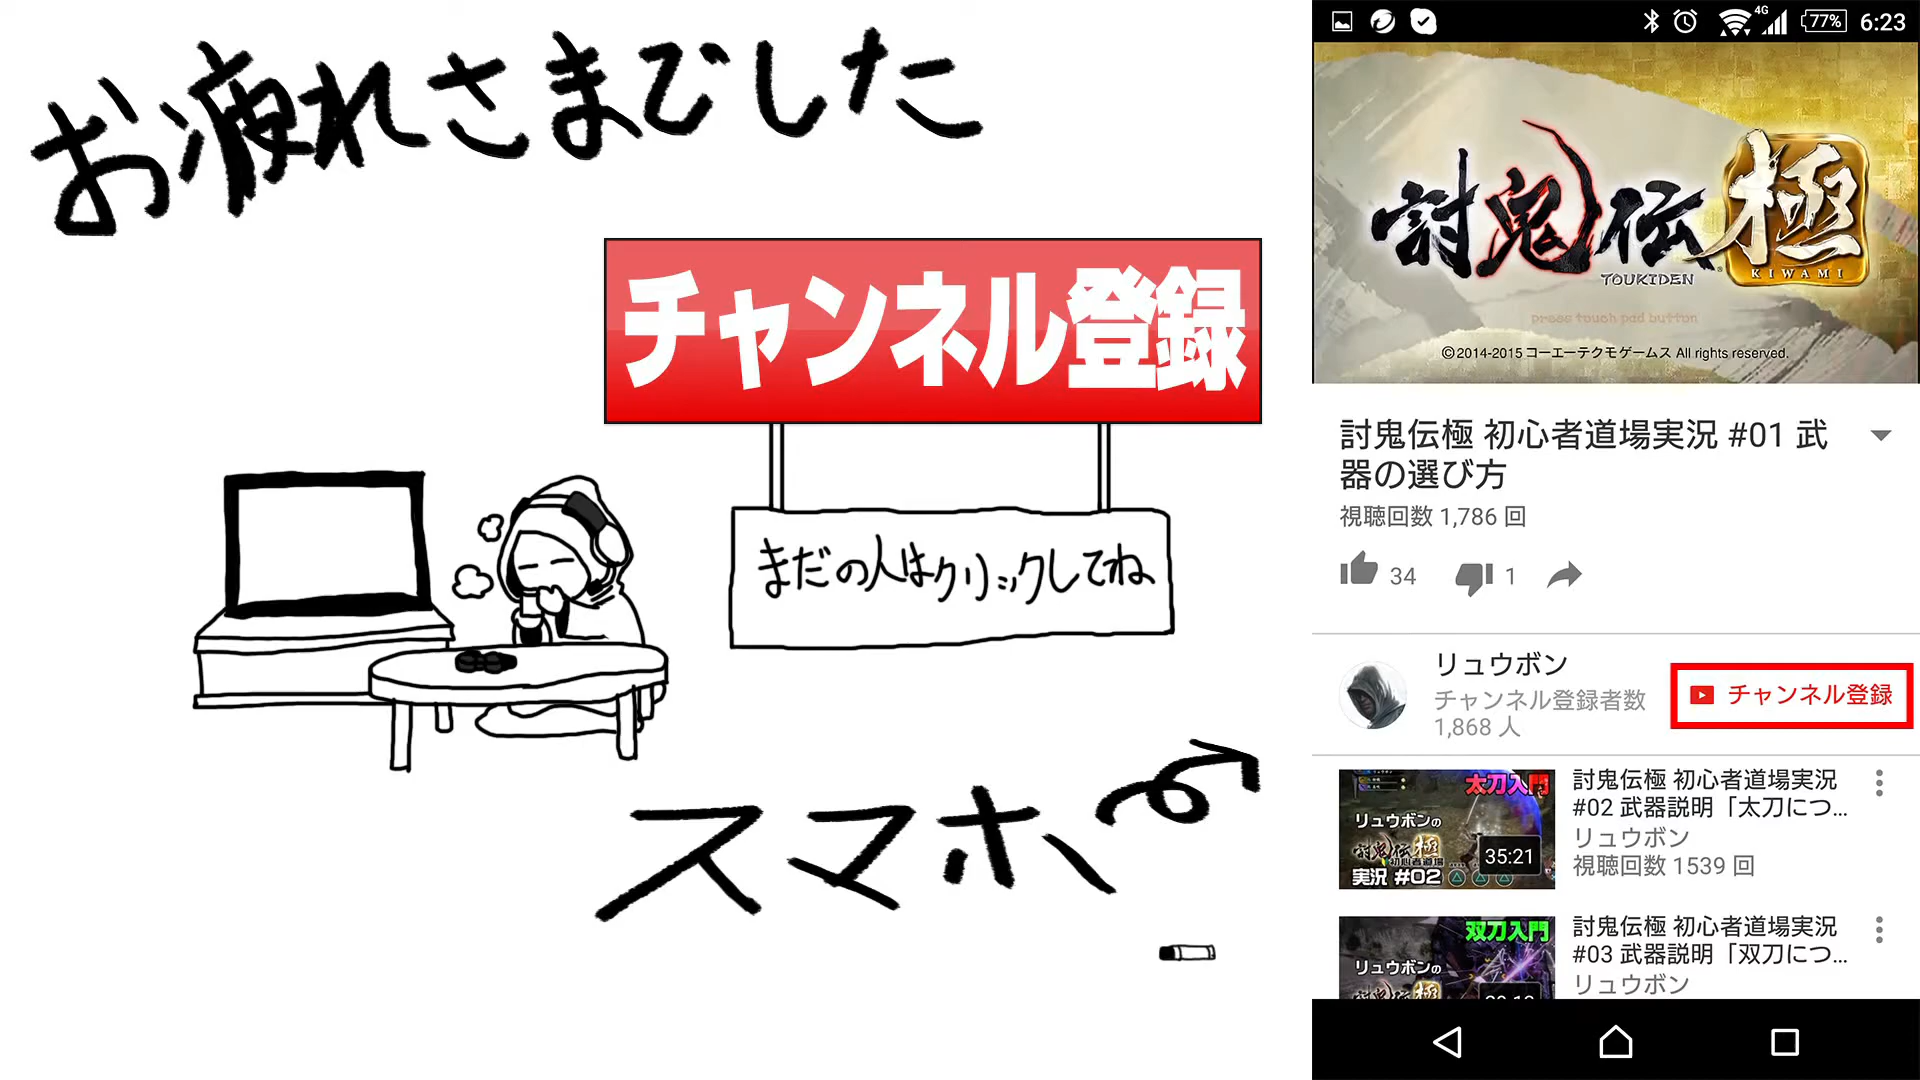 お疲れさまでした
チャンネル登録
まだの人はクリックしてね
スマホ
4G
77%
6:23
討鬼伝極
TOUKIDEN
KIWAMI
press touch pad button
©2014-2015 コーエーテクモゲームス All rights reserved.
討鬼伝極 初心者道場実況 #01 武
器の選び方
視聴回数 1,786 回
34
1
リュウボン
チャンネル登録者数
1,868 人
チャンネル登録
太刀入門
リュウボンの
討鬼伝極
初心者道場
実況 #02
35:21
討鬼伝極 初心者道場実況
#02 武器説明「太刀につ...
リュウボン
視聴回数 1539 回
双刀入門
リュウボンの
討鬼伝極
討鬼伝極 初心者道場実況
#03 武器説明「双刀につ...
リュウボン